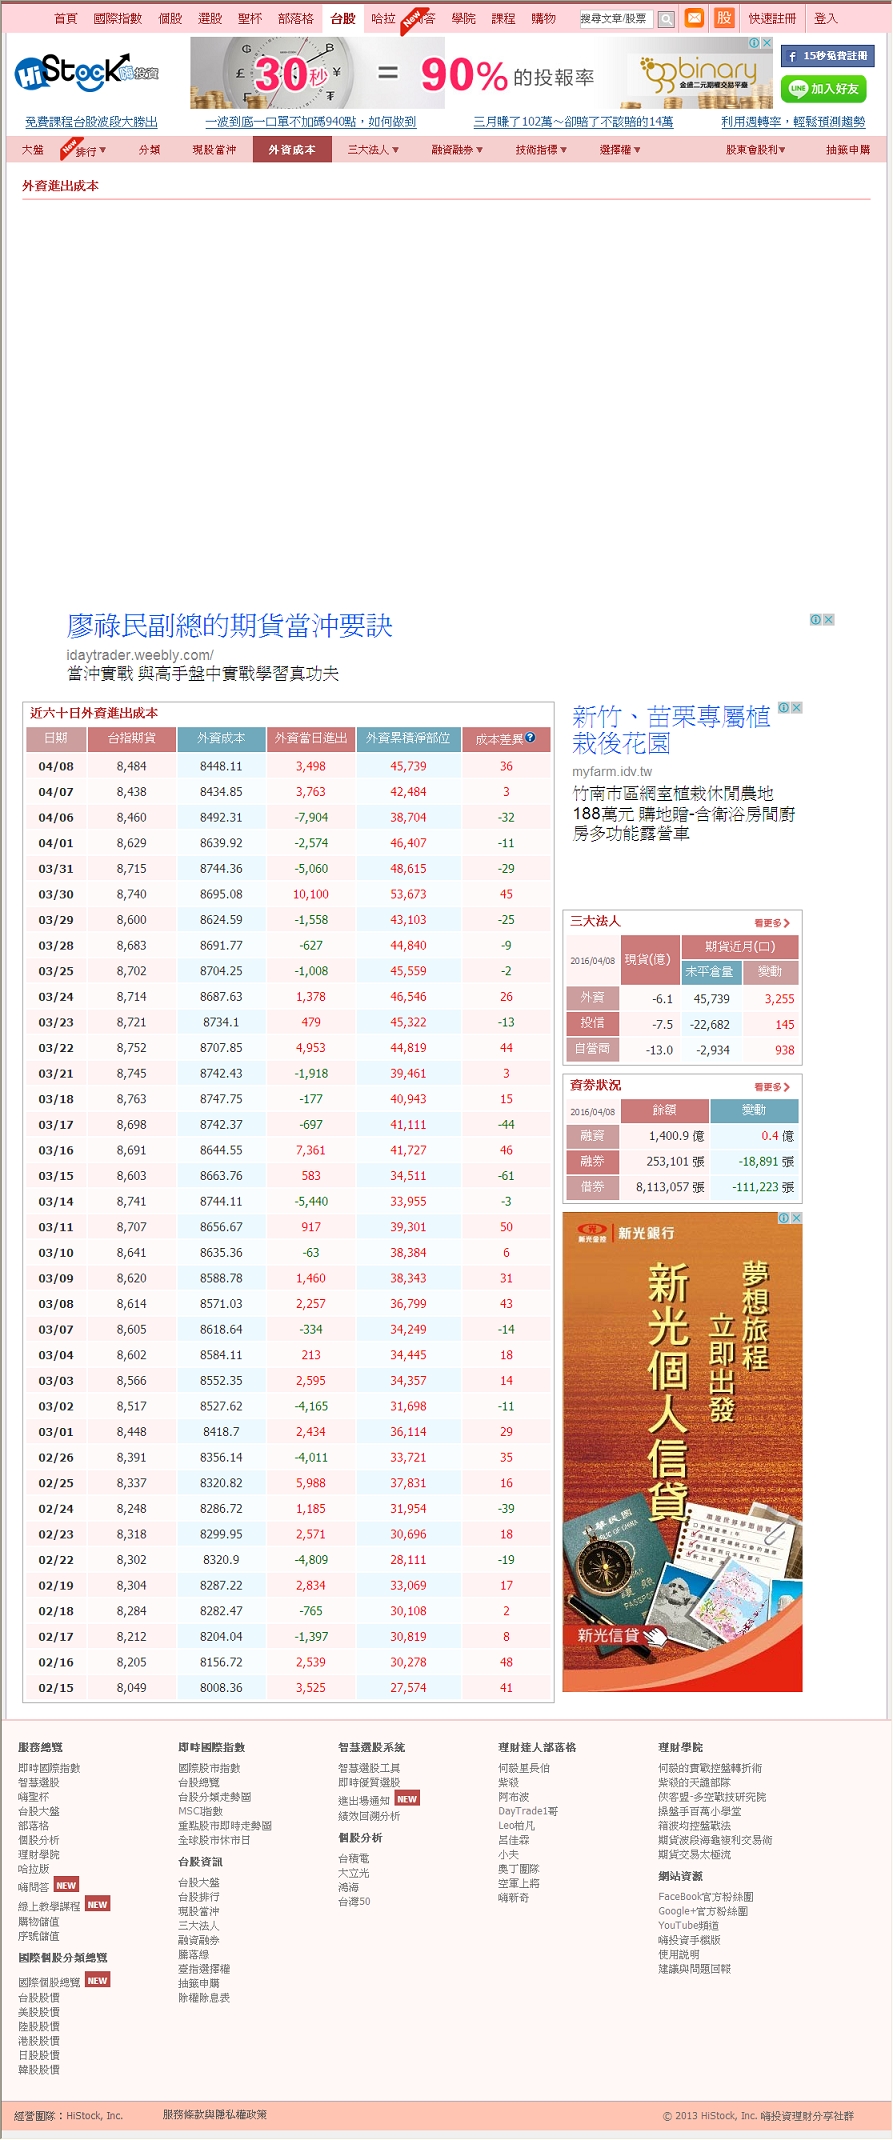 首頁 國際指數 個股 選股 聖杯 部落格 台股 哈拉 New 答 學院 課程 購物 搜尋文章/股票 股 快速註冊 登入
HiStock 嗨投資
30秒 = 90%的投報率
binary
金盛二元期權交易平台
f 15秒免費註冊
LINE 加入好友
免費課程台股波段大勝出 一波到底一口單不加碼940點，如何做到 三月賺了102萬～卻賠了不該賠的14萬 利用週轉率，輕鬆預測趨勢
大盤 New 排行▼ 分類 現股當沖 外資成本 三大法人▼ 融資融券▼ 技術指標▼ 選擇權▼ 股東會股利▼ 抽籤申購
外資進出成本
廖祿民副總的期貨當沖要訣
idaytrader.weebly.com/
當沖實戰 與高手盤中實戰學習真功夫
近六十日外資進出成本
日期 台指期貨 外資成本 外資當日進出 外資累積淨部位 成本差異
04/08 8,484 8448.11 3,498 45,739 36
04/07 8,438 8434.85 3,763 42,484 3
04/06 8,460 8492.31 -7,904 38,704 -32
04/01 8,629 8639.92 -2,574 46,407 -11
03/31 8,715 8744.36 -5,060 48,615 -29
03/30 8,740 8695.08 10,100 53,673 45
03/29 8,600 8624.59 -1,558 43,103 -25
03/28 8,683 8691.77 -627 44,840 -9
03/25 8,702 8704.25 -1,008 45,559 -2
03/24 8,714 8687.63 1,378 46,546 26
03/23 8,721 8734.1 479 45,322 -13
03/22 8,752 8707.85 4,953 44,819 44
03/21 8,745 8742.43 -1,918 39,461 3
03/18 8,763 8747.75 -177 40,943 15
03/17 8,698 8742.37 -697 41,111 -44
03/16 8,691 8644.55 7,361 41,727 46
03/15 8,603 8663.76 583 34,511 -61
03/14 8,741 8744.11 -5,440 33,955 -3
03/11 8,707 8656.67 917 39,301 50
03/10 8,641 8635.36 -63 38,384 6
03/09 8,620 8588.78 1,460 38,343 31
03/08 8,614 8571.03 2,257 36,799 43
03/07 8,605 8618.64 -334 34,249 -14
03/04 8,602 8584.11 213 34,445 18
03/03 8,566 8552.35 2,595 34,357 14
03/02 8,517 8527.62 -4,165 31,698 -11
03/01 8,448 8418.7 2,434 36,114 29
02/26 8,391 8356.14 -4,011 33,721 35
02/25 8,337 8320.82 5,988 37,831 16
02/24 8,248 8286.72 1,185 31,954 -39
02/23 8,318 8299.95 2,571 30,696 18
02/22 8,302 8320.9 -4,809 28,111 -19
02/19 8,304 8287.22 2,834 33,069 17
02/18 8,284 8282.47 -765 30,108 2
02/17 8,212 8204.04 -1,397 30,819 8
02/16 8,205 8156.72 2,539 30,278 48
02/15 8,049 8008.36 3,525 27,574 41
新竹、苗栗專屬植
栽後花園
myfarm.idv.tw
竹南市區網室植栽休閒農地
188萬元 購地贈-含衛浴房間廚
房多功能露營車
三大法人 看更多
2016/04/08 現貨(億) 期貨近月(口)
未平倉量 變動
外資 -6.1 45,739 3,255
投信 -7.5 -22,682 145
自營商 -13.0 -2,934 938
資券狀況 看更多
2016/04/08 餘額 變動
融資 1,400.9 億 0.4 億
融券 253,101 張 -18,891 張
借券 8,113,057 張 -111,223 張
新光金控 新光銀行
夢想旅程
立即出發
新光個人信貸
新光信貸
服務總覽
即時國際指數
智慧選股
嗨聖杯
台股大盤
部落格
個股分析
理財學院
哈拉版
嗨問答 NEW
線上教學課程 NEW
購物儲值
序號儲值
國際個股分類總覽
國際個股總覽 NEW
台股股價
美股股價
陸股股價
港股股價
日股股價
韓股股價
即時國際指數
國際股市指數
台股總覽
台股分類走勢圖
MSCI指數
重點股市即時走勢圖
全球股市休市日
台股資訊
台股大盤
台股排行
現股當沖
三大法人
融資融券
騰落線
臺指選擇權
抽籤申購
除權除息表
智慧選股系統
智慧選股工具
即時優質選股
進出場通知 NEW
績效回溯分析
個股分析
台積電
大立光
鴻海
台灣50
理財達人部落格
何毅里長伯
紫殺
阿布波
DayTrade1哥
Leo柏凡
呂佳霖
小夫
奧丁團隊
空軍上將
嗨新奇
理財學院
何毅的實戰控盤轉折術
紫殺的天識部隊
俠客盟-多空戰技研究院
操盤手百萬小學堂
箱波均控盤戰法
期貨波段海龜複利交易術
期貨交易太極流
網站資源
FaceBook官方粉絲團
Google+官方粉絲團
YouTube頻道
嗨投資手機版
使用說明
建議與問題回報
經營團隊：HiStock, Inc. 服務條款與隱私權政策 © 2013 HiStock, Inc. 嗨投資理財分享社群